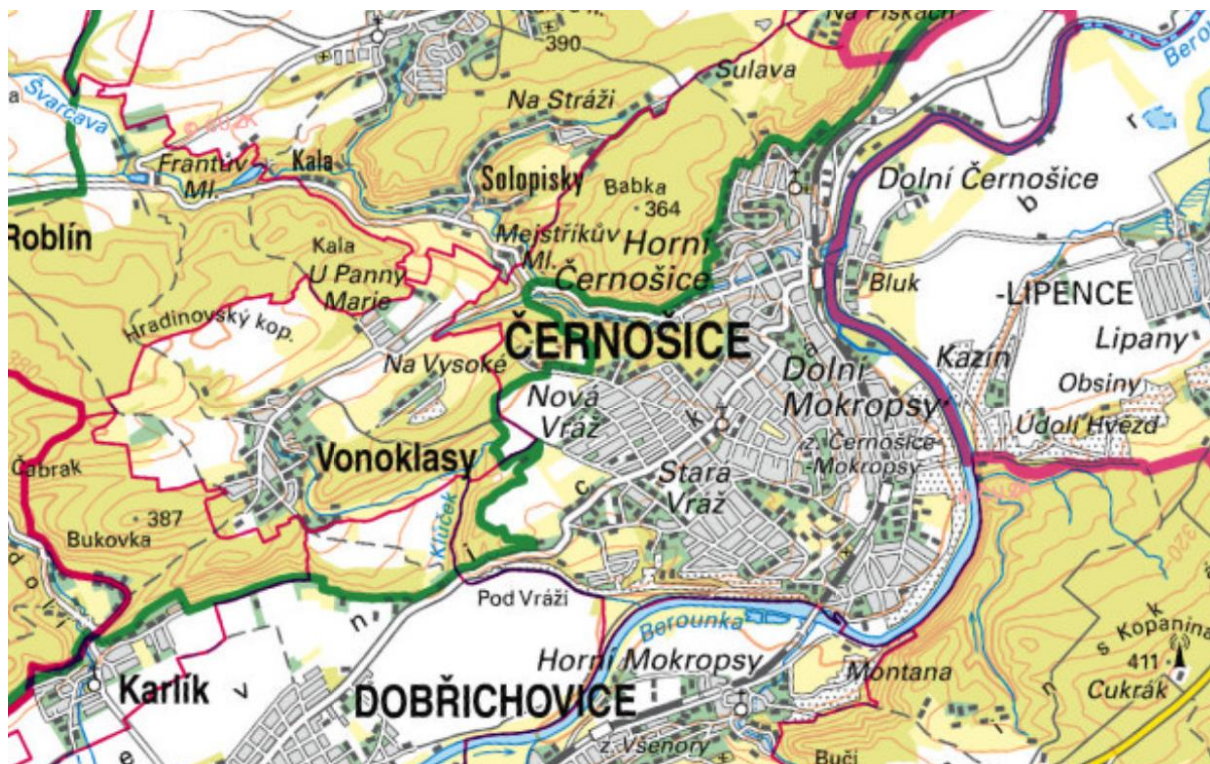 Na Pískách
390
Sulava
Berou
Švarcava
Na Stráži
r
Frantův
Ml.
Kala
Solopisky
Babka
364
Dolní Černošice
b
Roblín
Mejstříkův
Ml.
Horní
Černošice
Kala
U Panny
Marie
Bluk
-LIPENCE
Hradinovský kop.
ČERNOŠICE
Lipany
Na Vysoké
Kazín
Dolní
Mokropsy
Obsiny
Nová
Vráž
k
Údolí Hvězd
Vonoklasy
z. Černošice
-Mokropsy
Čabrak
Stará
Vráž
c
Kluček
387
Bukovka
320
í
d
o
l
í
Pod Vráží
n
Berounka
k
s
Kopanina
Horní Mokropsy
Montana
411
Cukrák
Karlík
v
DOBŘICHOVICE
n
í
e
z. Všenory
Buči
r